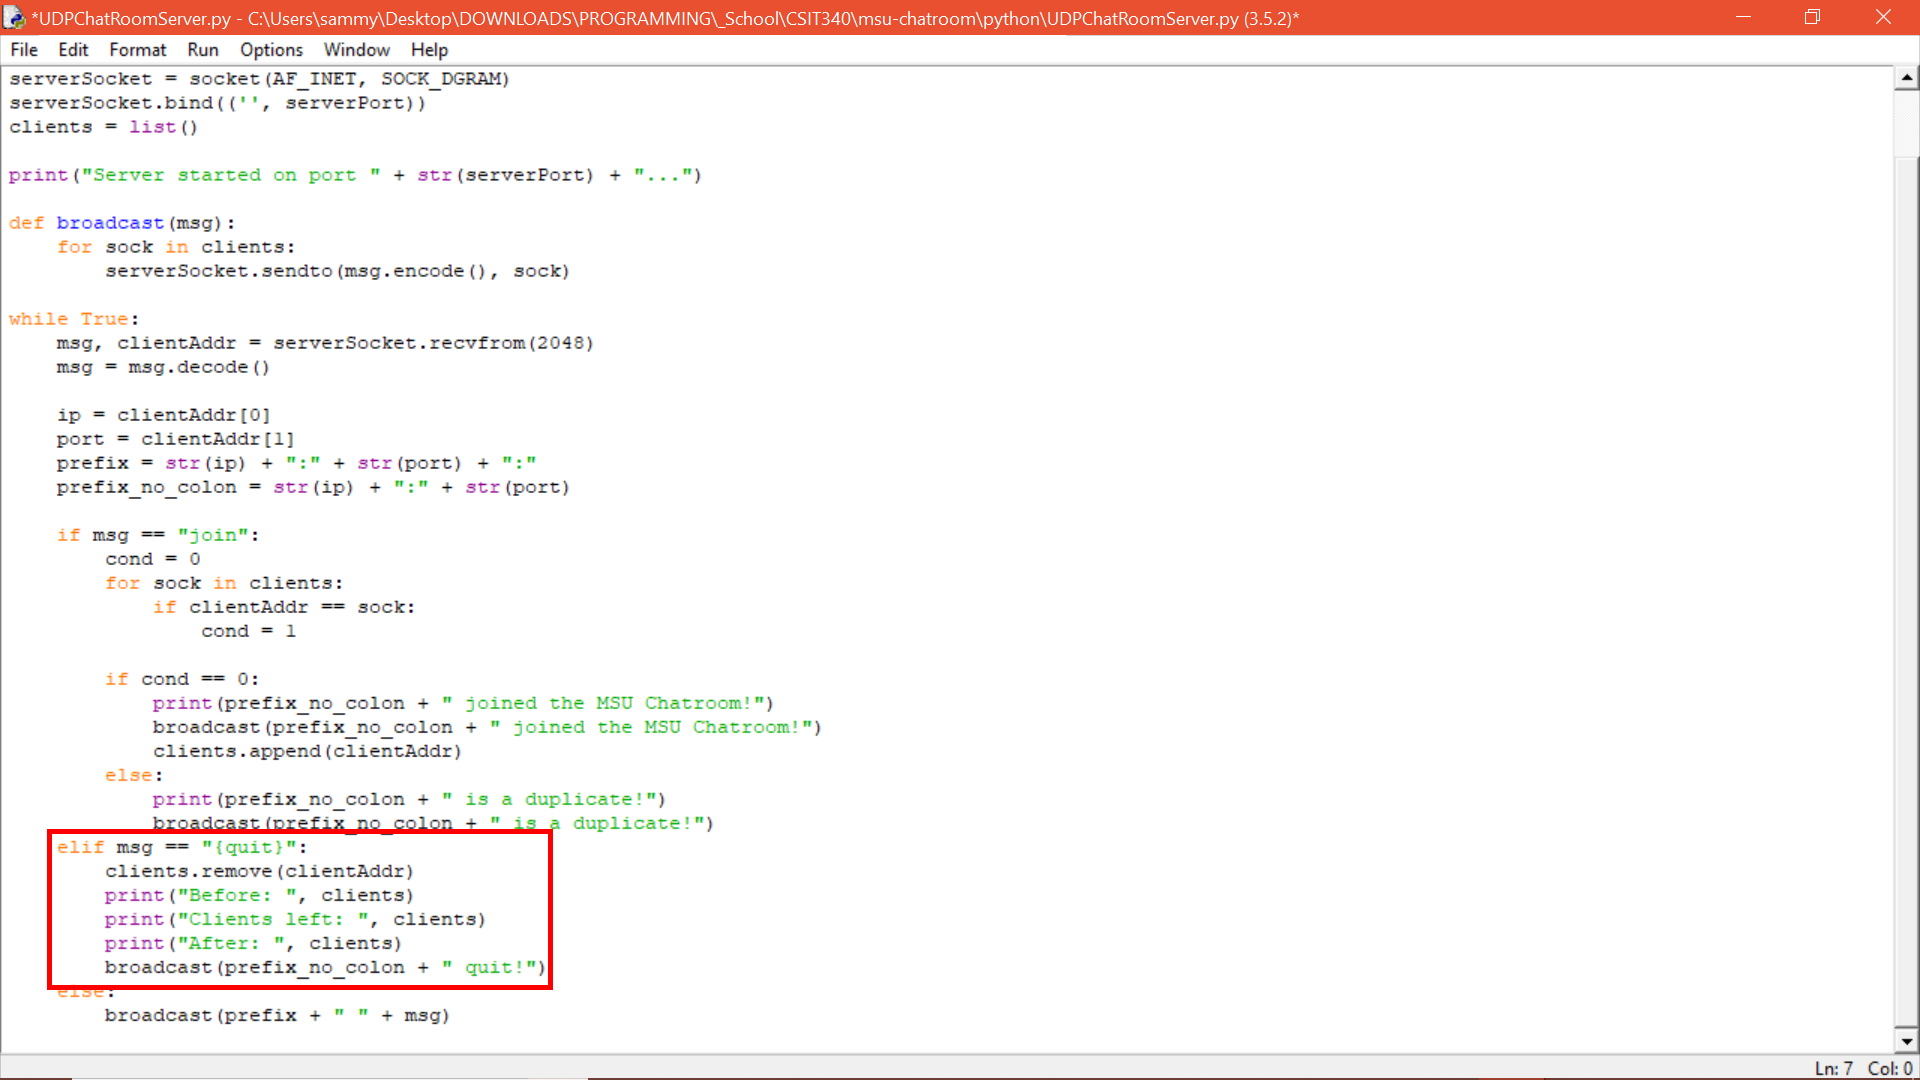 *UDPChatRoomServer.py - C:\Users\sammy\Desktop\DOWNLOADS\PROGRAMMING\_School\CSIT340\msu-chatroom\python\UDPChatRoomServer.py (3.5.2)*
File Edit Format Run Options Window Help
serverSocket = socket(AF_INET, SOCK_DGRAM)
serverSocket.bind(('', serverPort))
clients = list()
print("Server started on port " + str(serverPort) + "...")
def broadcast(msg):
    for sock in clients:
        serverSocket.sendto(msg.encode(), sock)
while True:
    msg, clientAddr = serverSocket.recvfrom(2048)
    msg = msg.decode()
    ip = clientAddr[0]
    port = clientAddr[1]
    prefix = str(ip) + ":" + str(port) + ":"
    prefix_no_colon = str(ip) + ":" + str(port)
    if msg == "join":
        cond = 0
        for sock in clients:
            if clientAddr == sock:
                cond = 1
        if cond == 0:
            print(prefix_no_colon + " joined the MSU Chatroom!")
            broadcast(prefix_no_colon + " joined the MSU Chatroom!")
            clients.append(clientAddr)
        else:
            print(prefix_no_colon + " is a duplicate!")
            broadcast(prefix_no_colon + " is a duplicate!")
    elif msg == "{quit}":
        clients.remove(clientAddr)
        print("Before: ", clients)
        print("Clients left: ", clients)
        print("After: ", clients)
        broadcast(prefix_no_colon + " quit!")
    else:
        broadcast(prefix + " " + msg)
Ln: 7 Col: 0